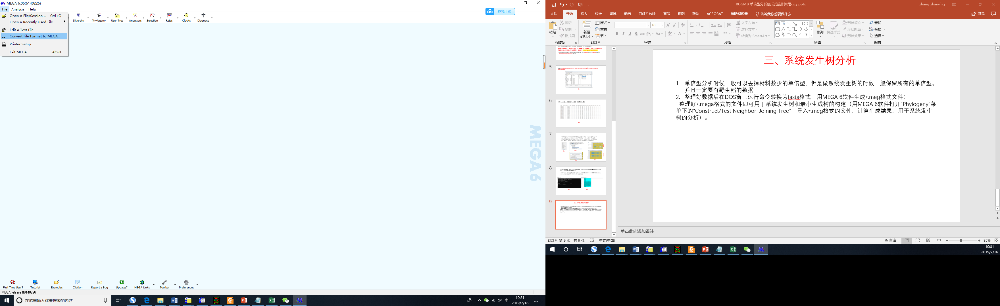 MEGA 6.06(6140226)
File Analysis Help
Open A File/Session ... Ctrl+O
Open a Recently Used File
Edit a Text File
Convert File Format to MEGA...
Printer Setup...
Exit MEGA Alt+X
Diversity Phylogeny User Tree Ancestors Selection Rates Clocks Diagnose
拖拽上传
MEGA 6
First Time User? Tutorial Examples Citation Report a Bug Updates? MEGA Links Toolbar Preferences
MEGA release #6140226
在这里输入你要搜索的内容
中
10:31
2019/7/16
RGGMB 单倍型分析傻瓜式操作流程-zzy.pptx
zhang zhanying
文件 开始 插入 设计 切换 动画 幻灯片放映 审阅 视图 帮助 ACROBAT 福昕阅读器 告诉我你想要做什么 共享
粘贴 剪切 复制 格式刷
剪贴板
新建
幻灯片
版式 重置 节
幻灯片
18
B I U S abc AV Aa A
字体
文字方向
对齐文本
转换为 SmartArt
段落
排列 快速样式
形状填充
形状轮廓
形状效果
绘图
查找
替换
选择
编辑
5
6
7
8
9
三、系统发生树分析
1. 单倍型分析时候一般可以去掉材料数少的单倍型，但是做系统发生树的时候一般保留所有的单倍型。
并且一定要有野生稻的数据
2. 整理好数据后在DOS窗口运行命令转换为fasta格式，用MEGA 6软件生成*.meg格式文件；
整理好*.mega格式的文件即可用于系统发生树和最小生成树的构建（用MEGA 6软件打开“Phylogeny”菜
单下的“Construct/Test Neighbor-Joining Tree”，导入*.meg格式的文件，计算生成结果，用于系统发生
树的分析）。
单击此处添加备注
幻灯片 第 9 张，共 9 张 中文(中国) 备注 85%
10:31
2019/7/16